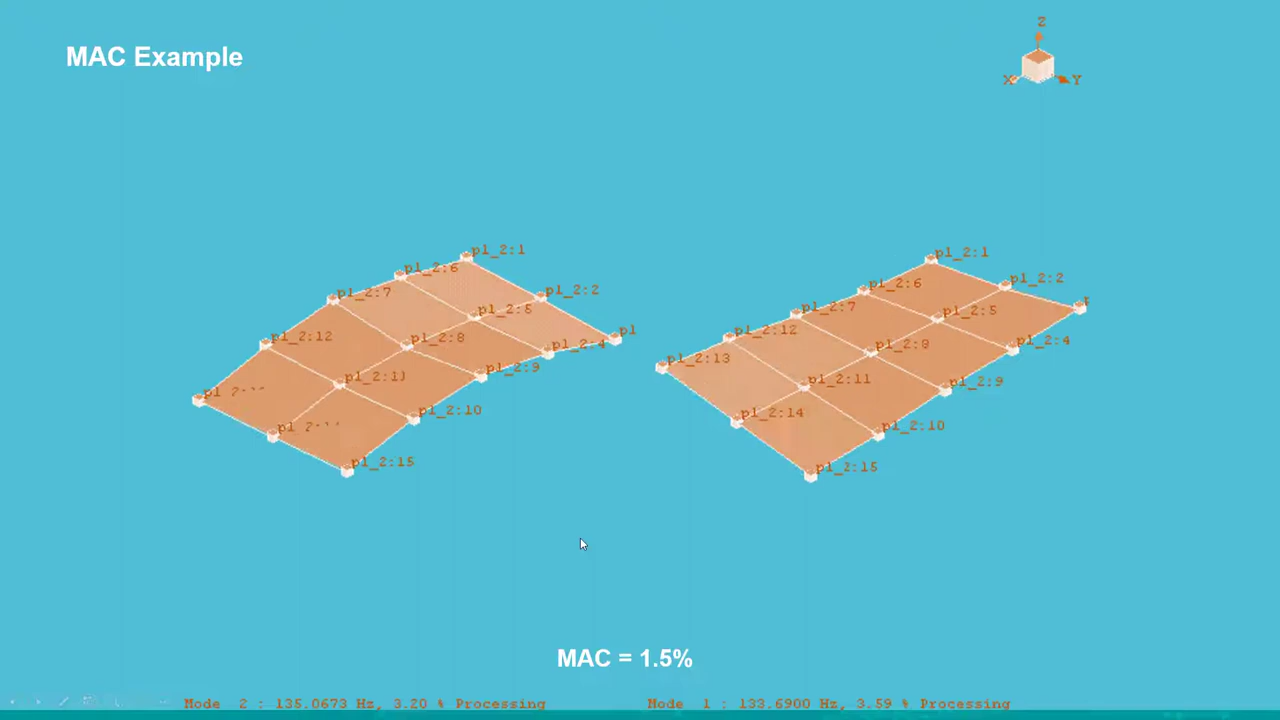 MAC Example
Z
X
Y
pl_2:1
pl_2:6
pl_2:7
pl_2:2
pl_2:5
pl_2:12
pl_2:8
pl
pl_2:4
pl_2:9
pl_2:10
pl_2:15
pl_2:1
pl_2:2
pl_2:6
pl_2:7
pl_2:5
pl_2:12
pl_2:8
pl_2:4
pl_2:13
pl_2:11
pl_2:9
pl_2:14
pl_2:10
pl_2:15
MAC = 1.5%
Mode 2 : 135.0673 Hz, 3.20 % Processing
Mode 1 : 133.6900 Hz, 3.59 % Processing